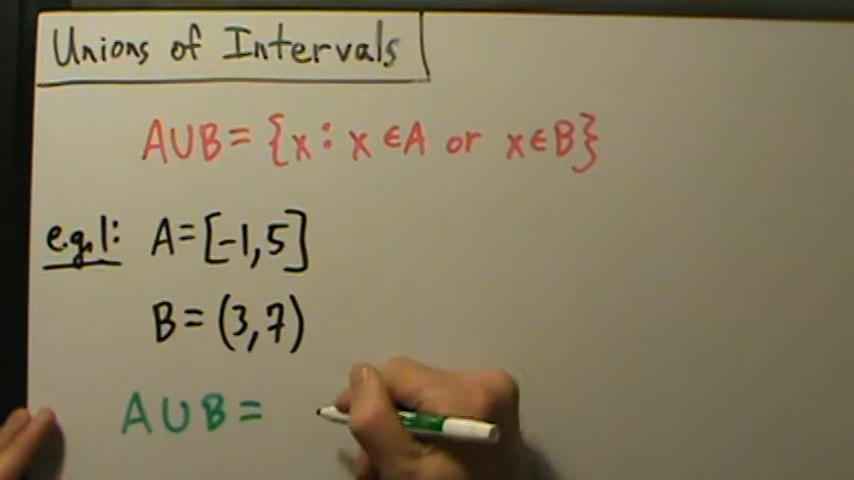 Unions of Intervals
A∪B = {x : x ∈ A or x ∈ B}
e.g.1: A = [-1, 5]
B = (3, 7)
A ∪ B =